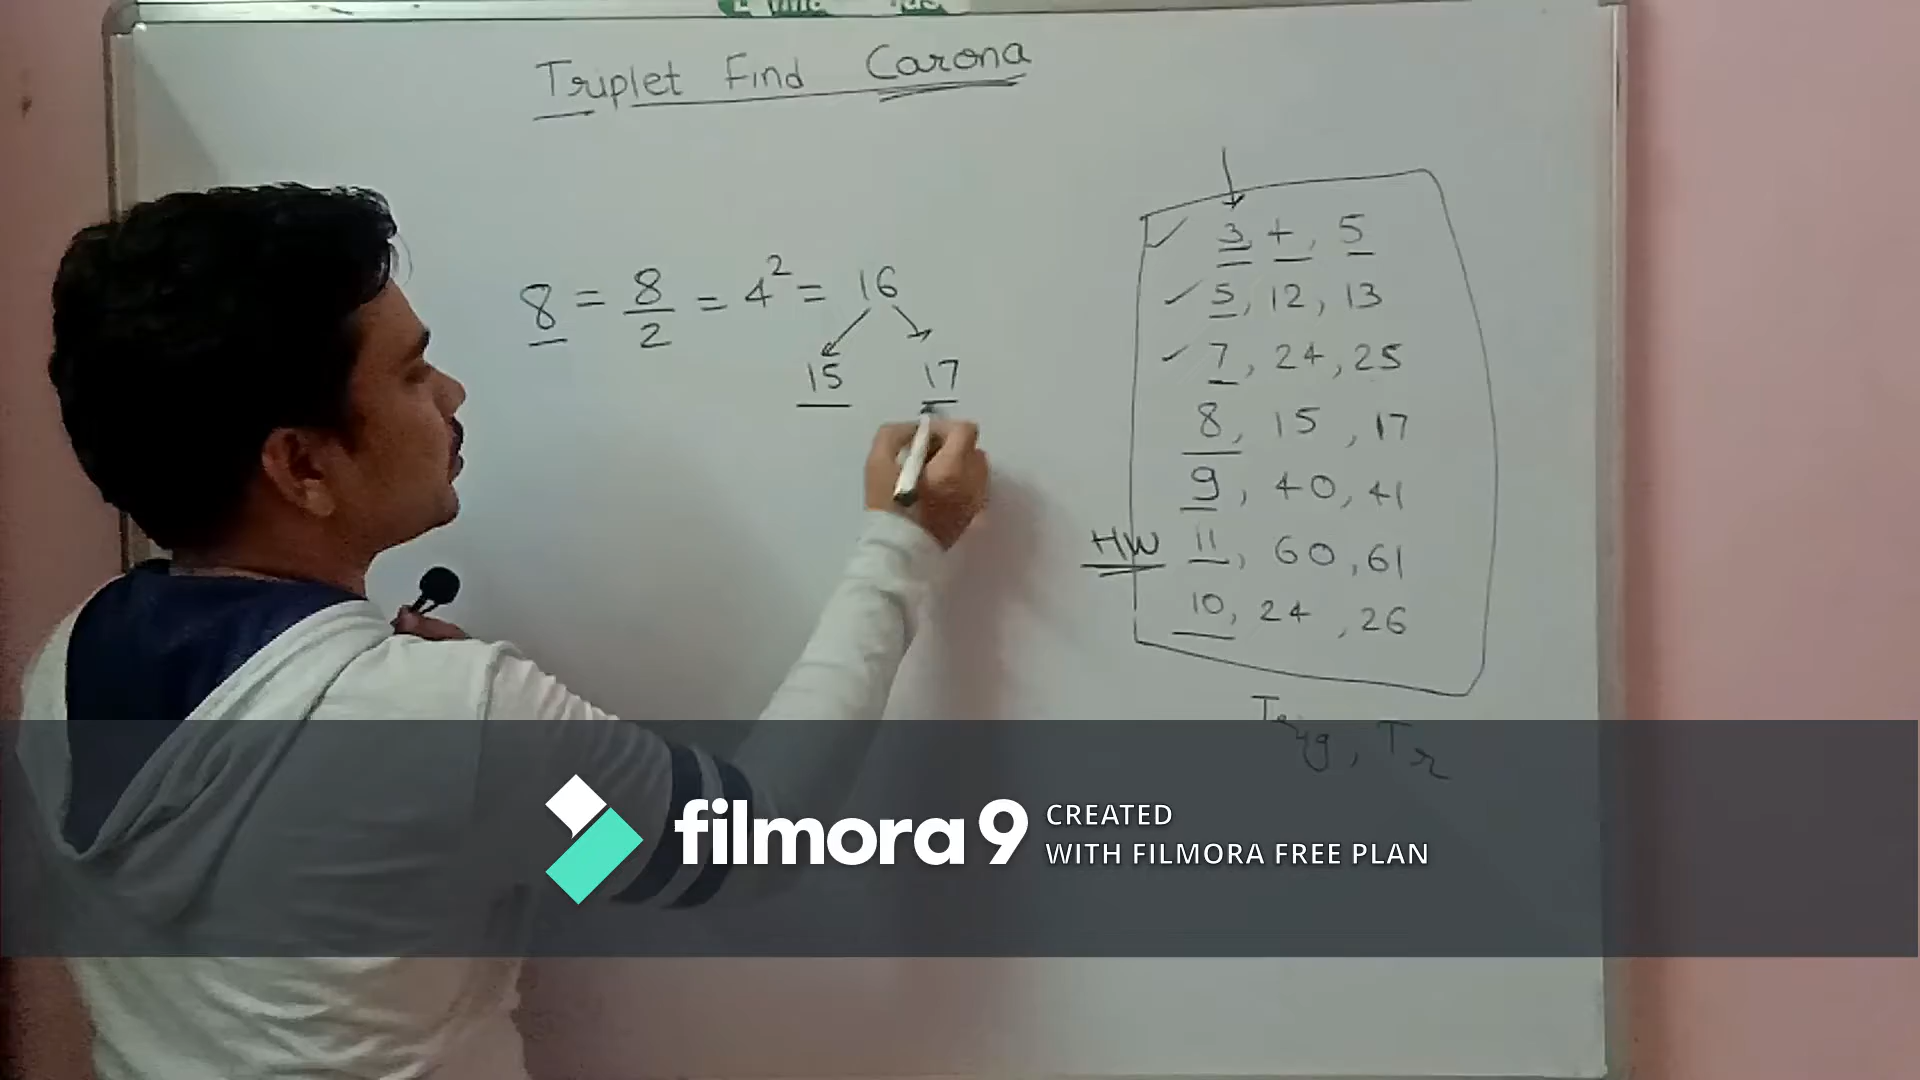 Triplet Find Carona
8 = 8/2 = 4² = 16
15 17
3, 4, 5
5, 12, 13
7, 24, 25
8, 15, 17
9, 40, 41
HW 11, 60, 61
10, 24, 26
Trig, Tr
filmora 9 CREATED
WITH FILMORA FREE PLAN